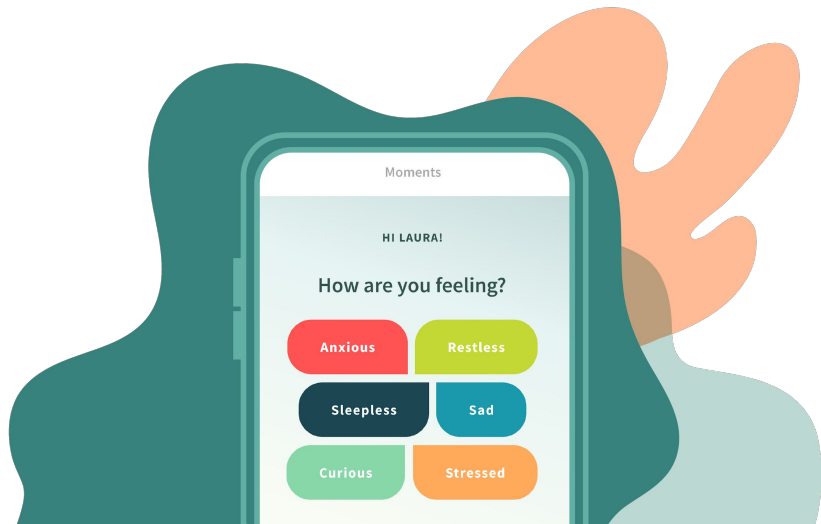 Moments
HI LAURA!
How are you feeling?
Anxious Restless
Sleepless Sad
Curious Stressed